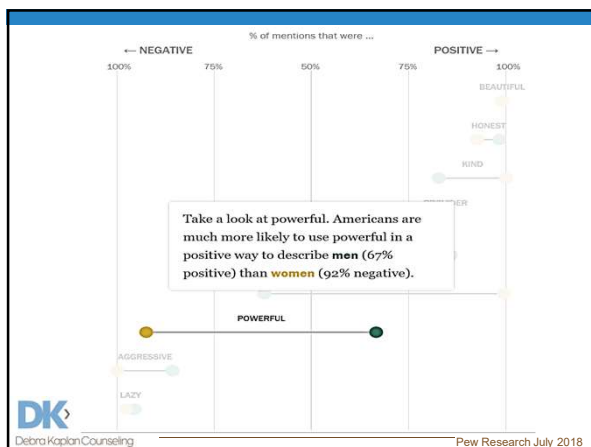 % of mentions that were ...
← NEGATIVE POSITIVE →
100% 75% 50% 75% 100%
BEAUTIFUL
HONEST
KIND
Take a look at powerful. Americans are
much more likely to use powerful in a
positive way to describe men (67%
positive) than women (92% negative).
POWERFUL
AGGRESSIVE
LAZY
DK
Debra Kaplan Counseling
Pew Research July 2018